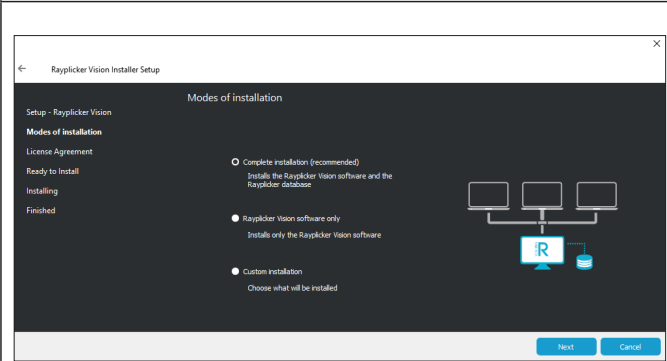 Rayplicker Vision Installer Setup
Modes of installation
Setup - Rayplicker Vision
Modes of installation
License Agreement
Ready to Install
Installing
Finished
Complete installation (recommended)
Installs the Rayplicker Vision software and the
Rayplicker database
Rayplicker Vision software only
Installs only the Rayplicker Vision software
Custom installation
Choose what will be installed
R
Next
Cancel